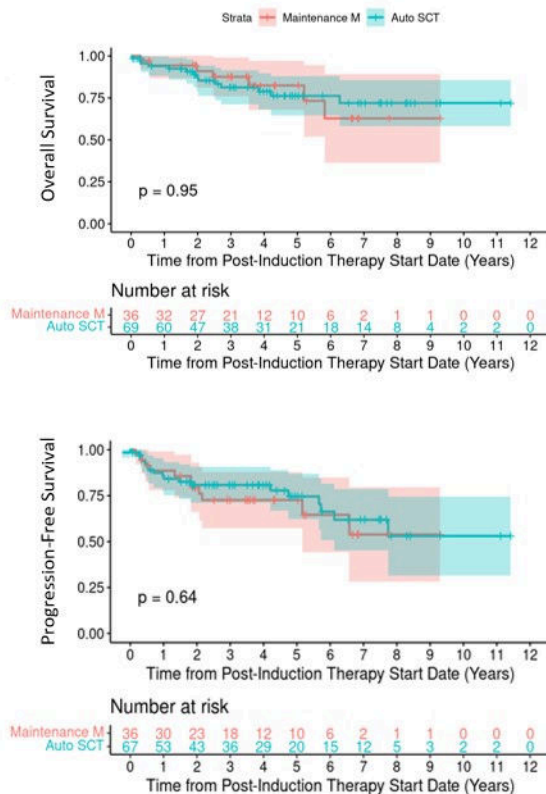 Strata Maintenance M Auto SCT
Overall Survival
1.00
0.75
0.50
0.25
0.00
p = 0.95
0 1 2 3 4 5 6 7 8 9 10 11 12
Time from Post-Induction Therapy Start Date (Years)
Number at risk
Maintenance M 36 32 27 21 12 10 6 2 1 1 0 0 0
Auto SCT 69 60 47 38 31 21 18 14 8 4 2 2 0
0 1 2 3 4 5 6 7 8 9 10 11 12
Time from Post-Induction Therapy Start Date (Years)
Progression-Free Survival
1.00
0.75
0.50
0.25
0.00
p = 0.64
0 1 2 3 4 5 6 7 8 9 10 11 12
Time from Post-Induction Therapy Start Date (Years)
Number at risk
Maintenance M 36 30 23 18 12 10 6 2 1 1 0 0 0
Auto SCT 67 53 43 36 29 20 15 12 5 3 2 2 0
0 1 2 3 4 5 6 7 8 9 10 11 12
Time from Post-Induction Therapy Start Date (Years)